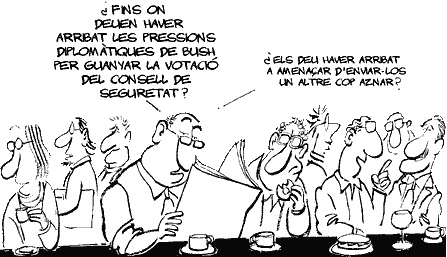 ¿FINS ON
DEUEN HAVER
ARRIBAT LES PRESSIONS
DIPLOMÀTIQUES DE BUSH
PER GUANYAR LA VOTACIÓ
DEL CONSELL DE
SEGURETAT?
¿ELS DEU HAVER ARRIBAT
A MENAÇAR D'ENVIAR-LOS
UN ALTRE COP AZNAR?